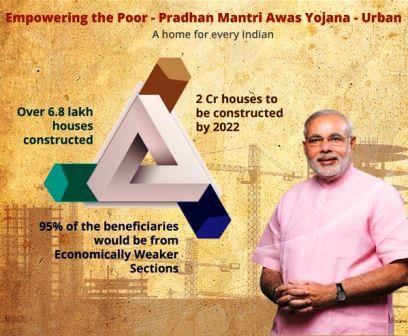 Empowering the Poor - Pradhan Mantri Awas Yojana - Urban
A home for every Indian
Over 6.8 lakh
houses
constructed
2 Cr houses to
be constructed
by 2022
95% of the beneficiaries
would be from
Economically Weaker
Sections